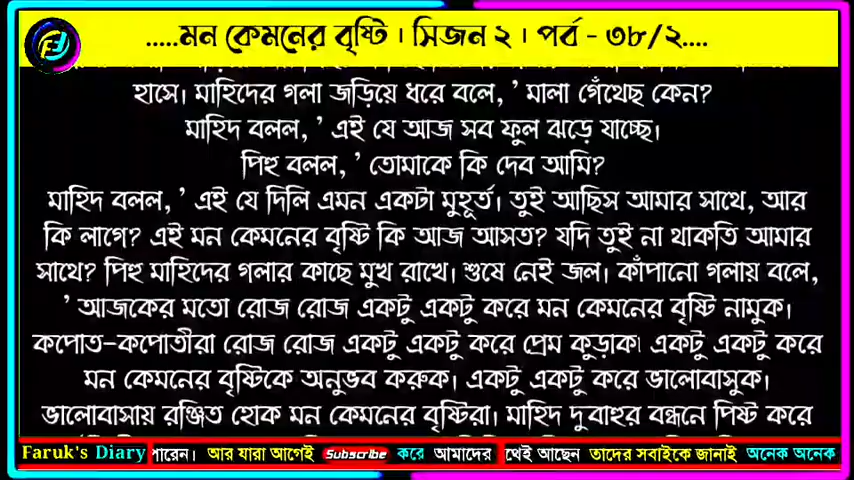 .....মন কেমনের বৃষ্টি । সিজন ২ । পর্ব - ৩৮/২....
হাসে। মাহিদের গলা জড়িয়ে ধরে বলে, ' মালা গেঁথেছ কেন?
মাহিদ বলল, ' এই যে আজ সব ফুল ঝড়ে যাচ্ছে।
পিহু বলল, ' তোমাকে কি দেব আমি?
মাহিদ বলল, ' এই যে দিলি এমন একটা মুহূর্ত। তুই আছিস আমার সাথে, আর
কি লাগে? এই মন কেমনের বৃষ্টি কি আজ আসত? যদি তুই না থাকতি আমার
সাথে? পিহু মাহিদের গলার কাছে মুখ রাখে। শুষে নেই জল। কাঁপানো গলায় বলে,
' আজকের মতো রোজ রোজ একটু একটু করে মন কেমনের বৃষ্টি নামুক।
কপোত-কপোতীরা রোজ রোজ একটু একটু করে প্রেম কুড়াক। একটু একটু করে
মন কেমনের বৃষ্টিকে অনুভব করুক। একটু একটু করে ভালোবাসুক।
ভালোবাসায় রঞ্জিত হোক মন কেমনের বৃষ্টিরা। মাহিদ দুবাহুর বন্ধনে পিষ্ট করে
Faruk's Diary পারেন। আর যারা আগেই Subscribe করে আমাদের থেই আছেন তাদের সবাইকে জানাই অনেক অনেক